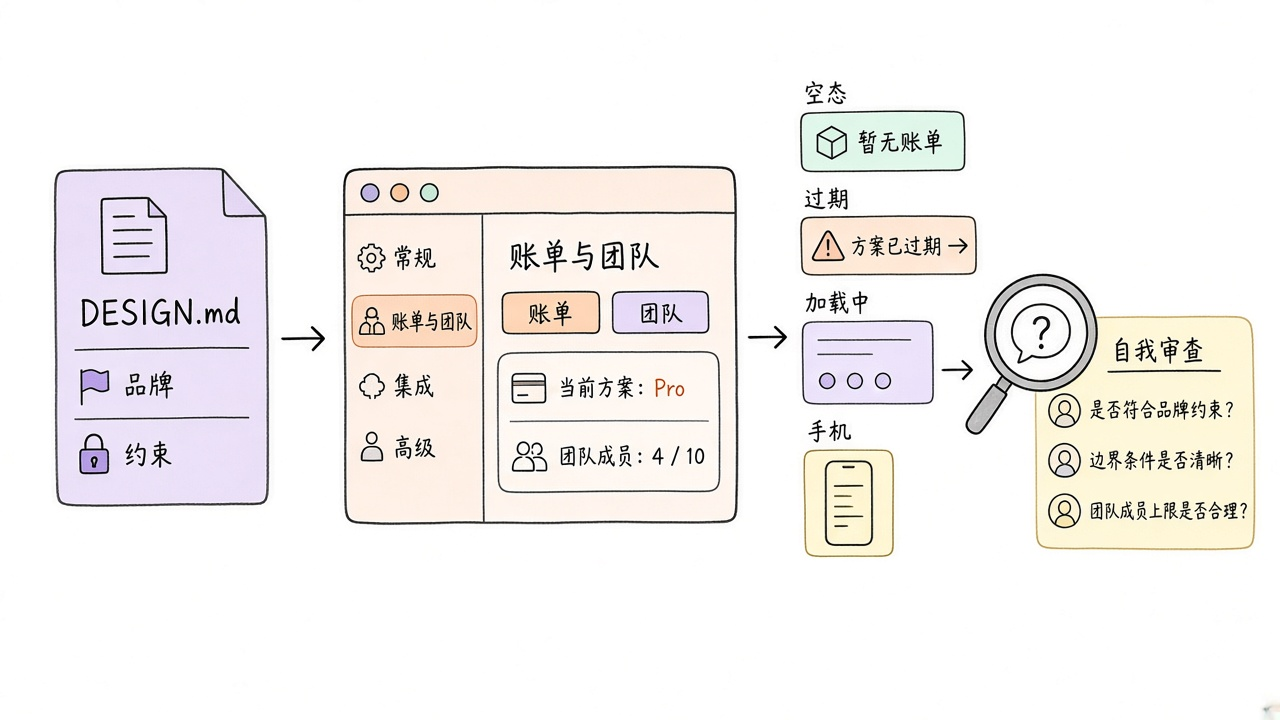 DESIGN.md
品牌
约束
常规
账单与团队
集成
高级
账单与团队
账单
团队
当前方案：Pro
团队成员：4 / 10
空态
暂无账单
过期
方案已过期→
加载中
手机
?
自我审查
是否符合品牌约束？
边界条件是否清晰？
团队成员上限是否合理？